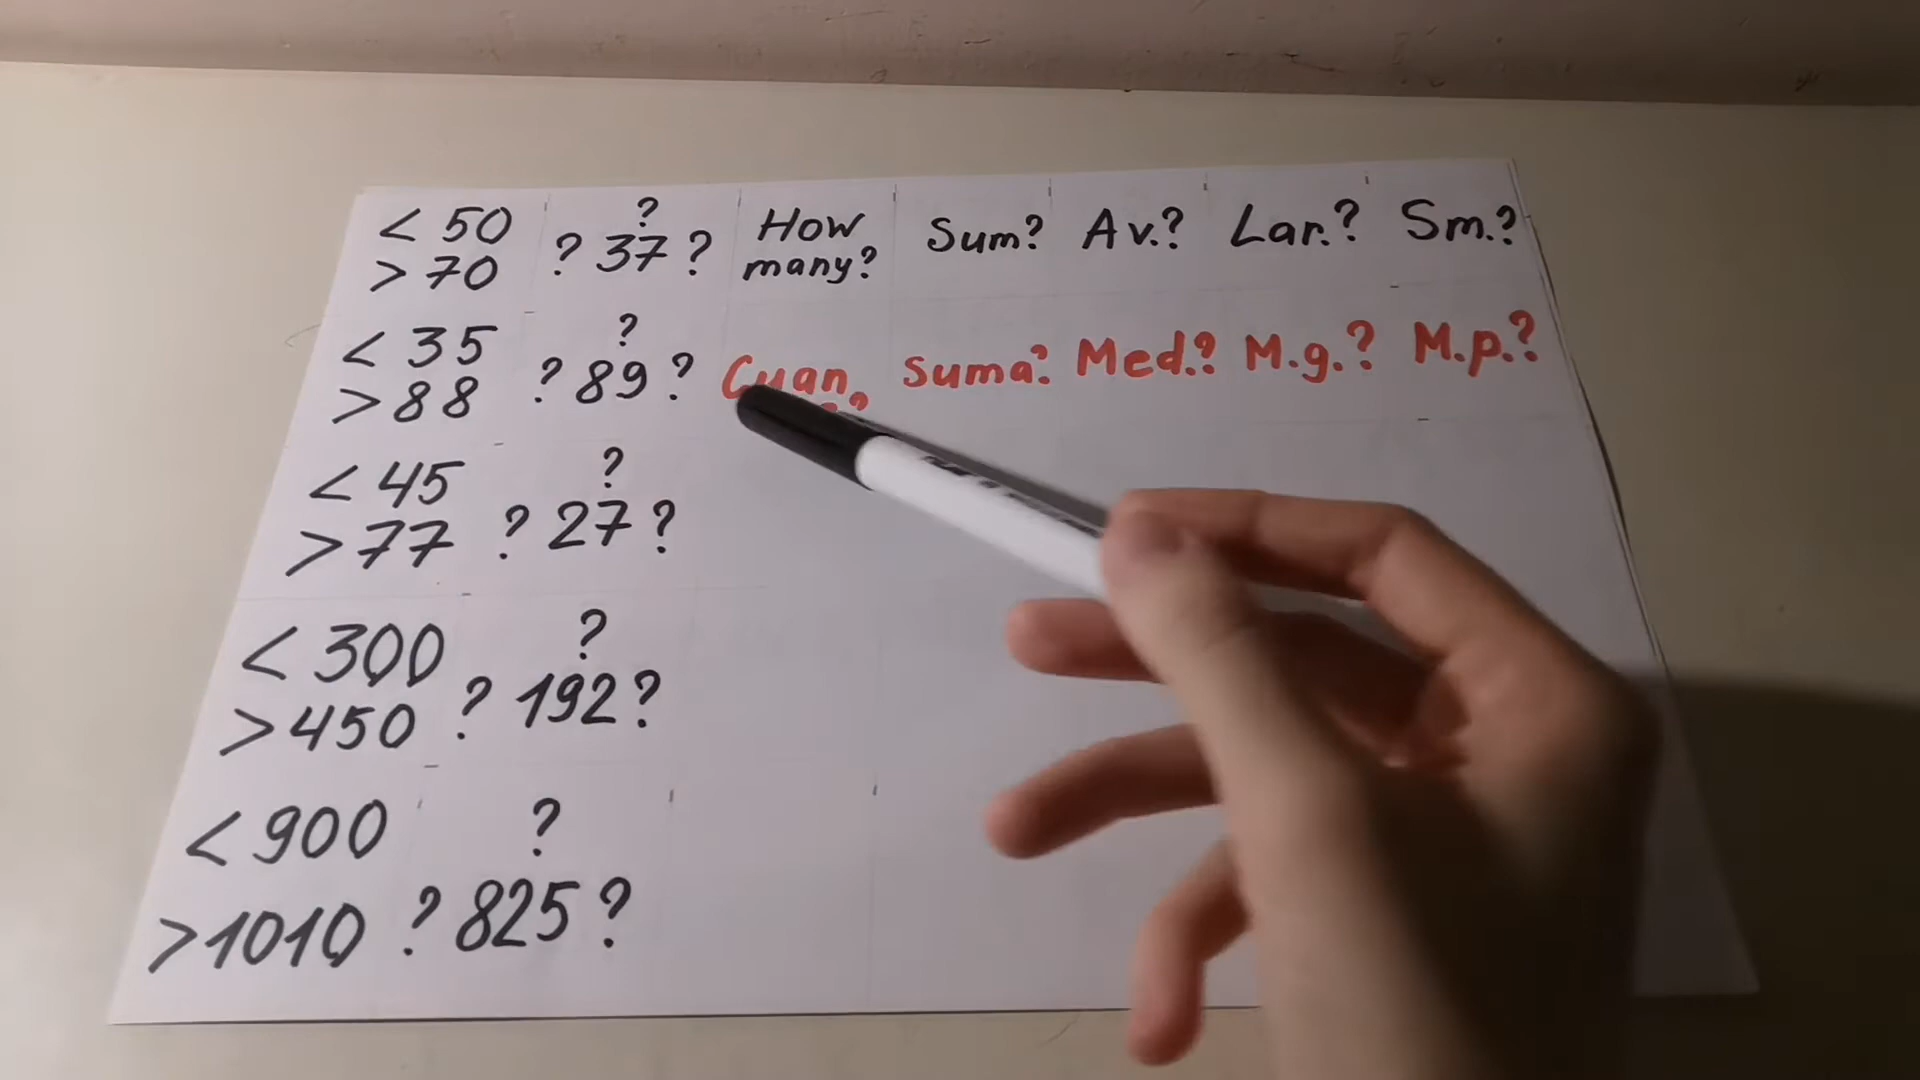 < 50
> 70
?
? 37 ?
How
many?
Sum?
Av.?
Lar.?
Sm.?
< 35
> 88
?
? 89 ?
Cuan.
?
Suma?
Med.?
M.g.?
M.p.?
< 45
> 77
?
? 27 ?
< 300
> 450
?
? 192 ?
< 900
> 1010
?
? 825 ?